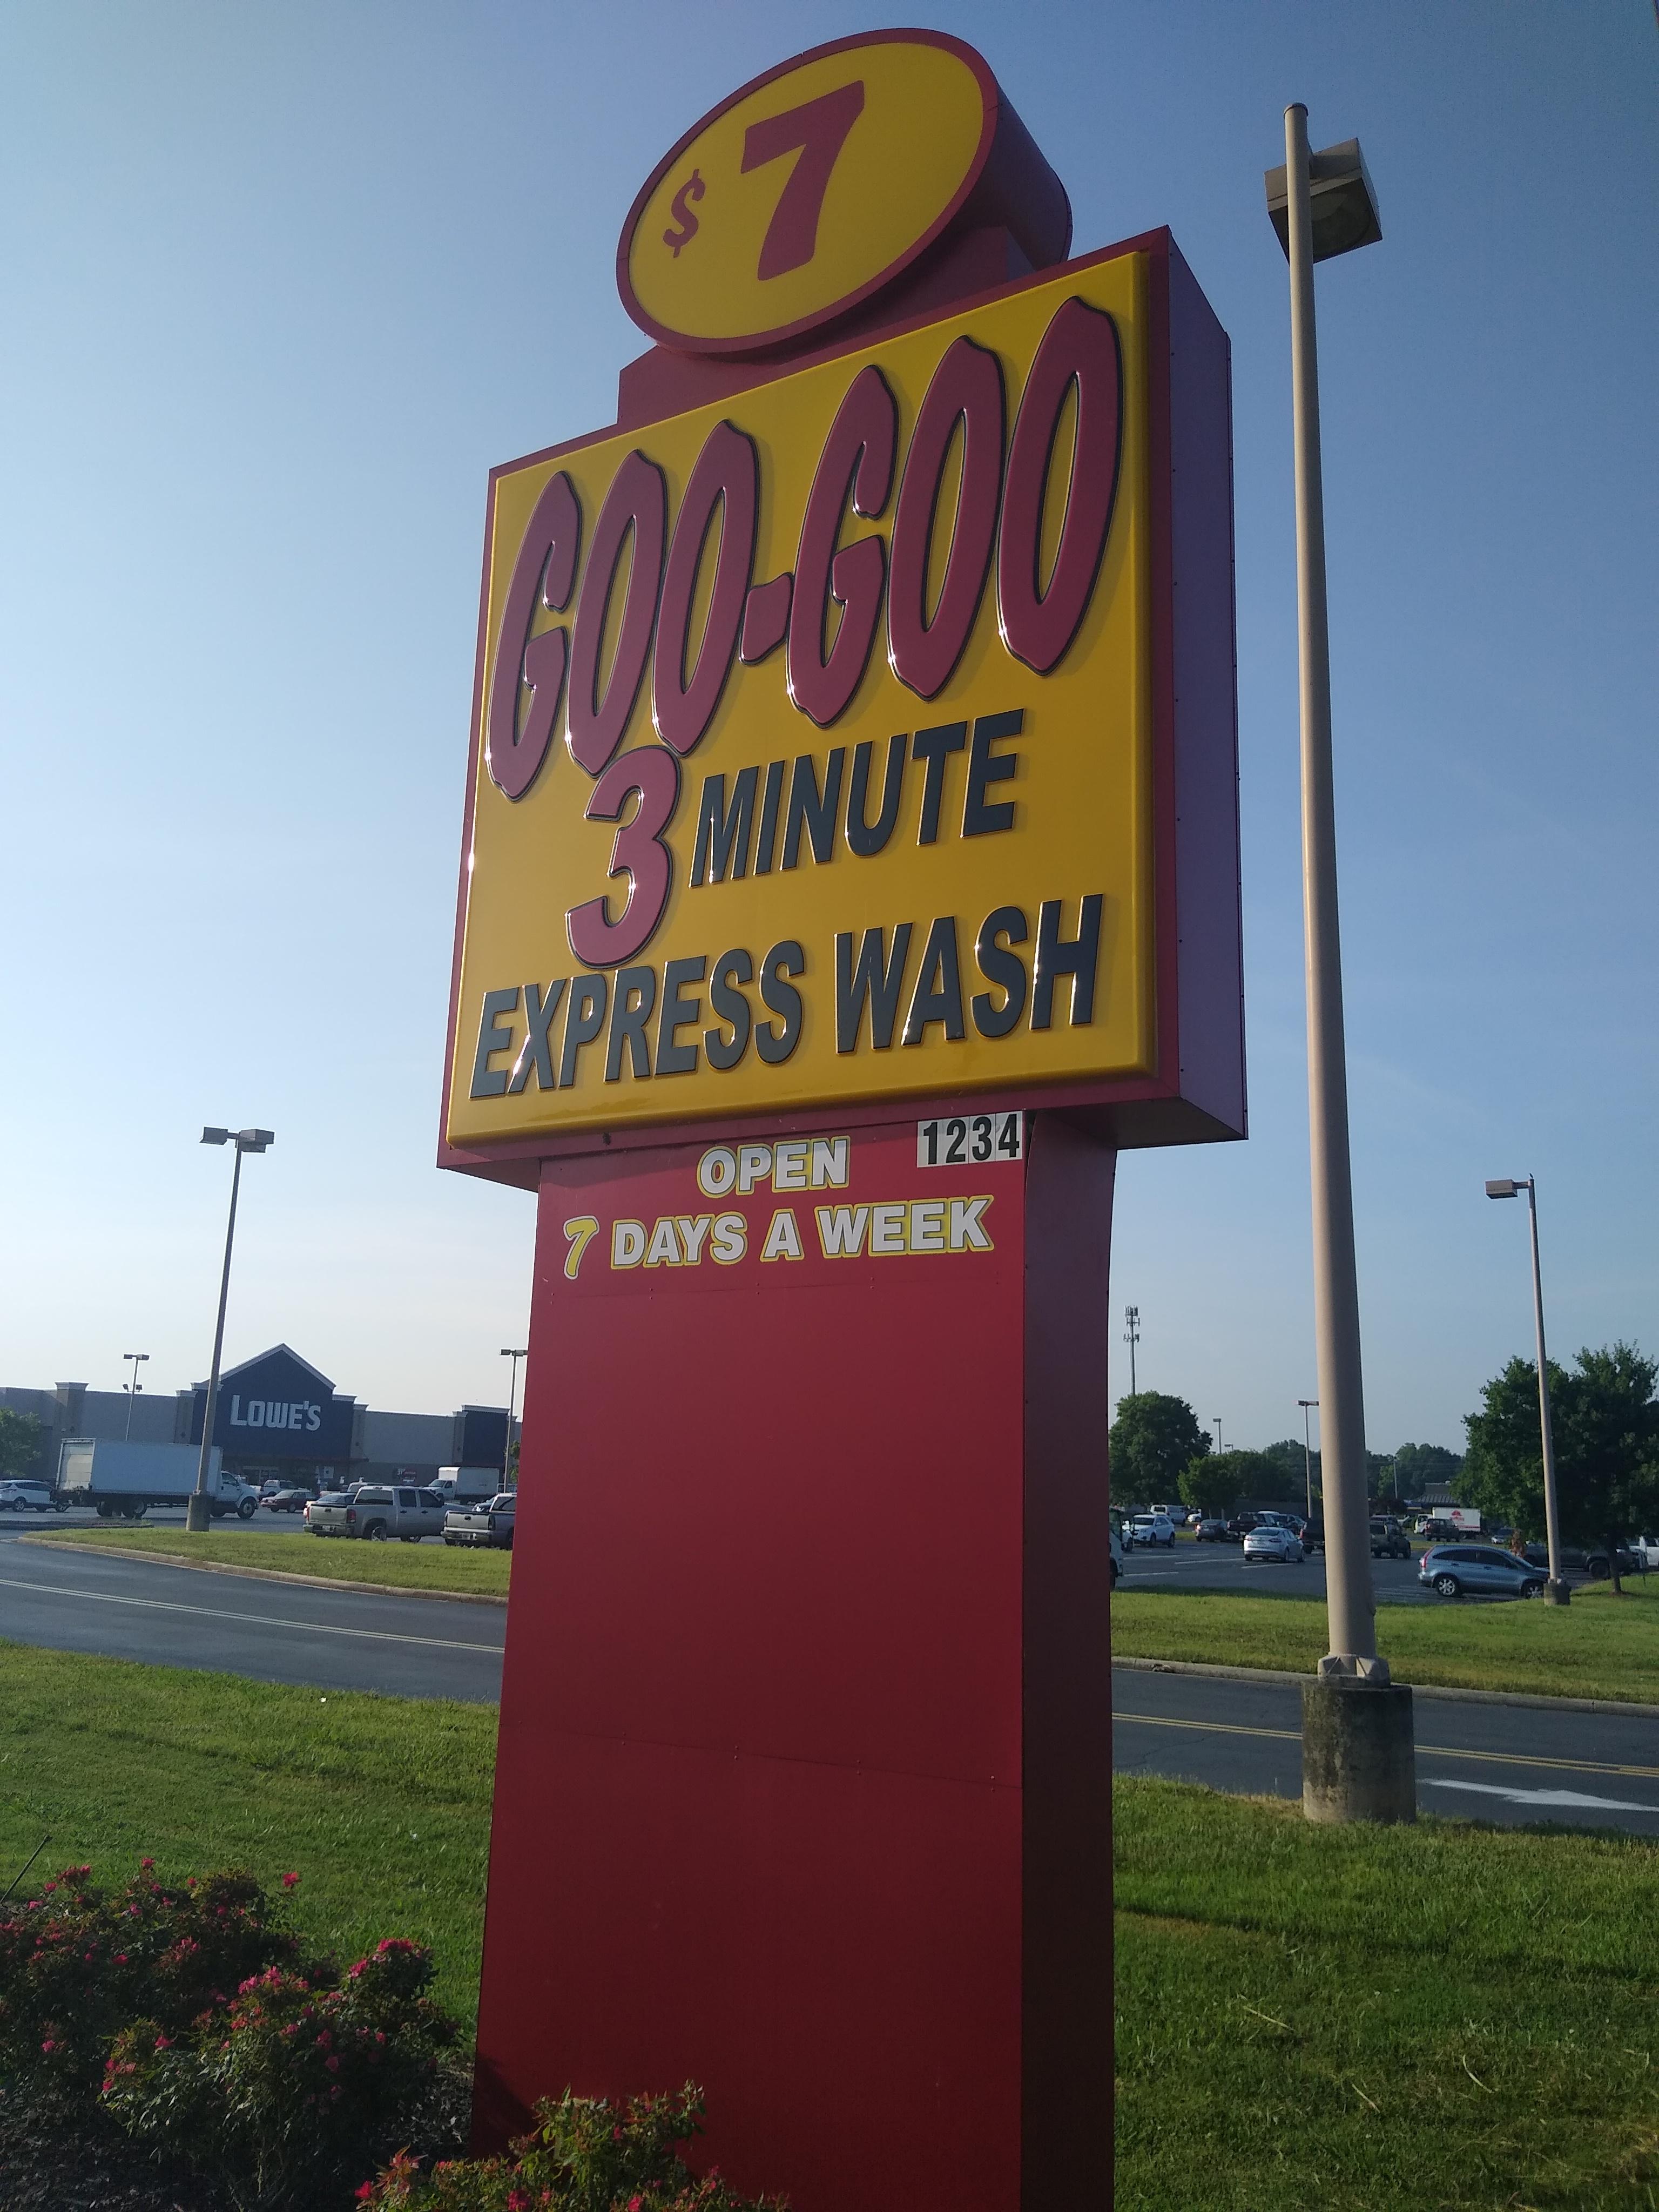 $ 7
GOO-GOO
3 MINUTE
EXPRESS WASH
1234
OPEN
7 DAYS A WEEK
LOWE'S